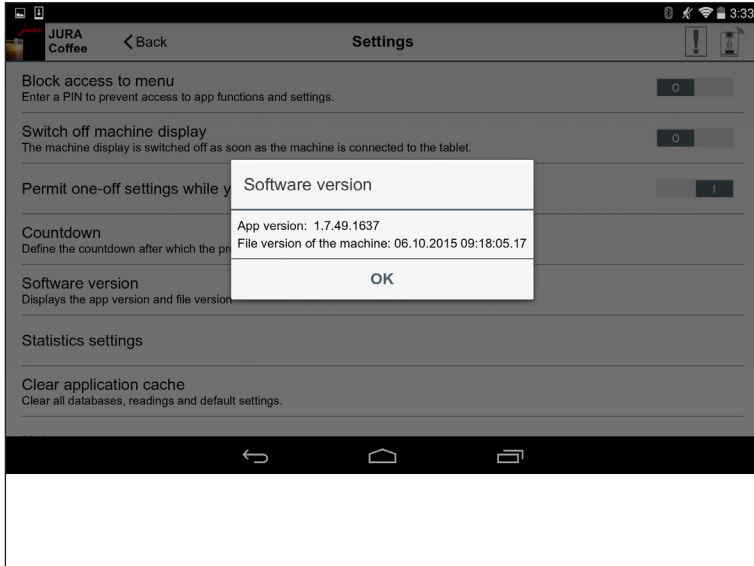 3:33
jura
JURA
Coffee
Back
Settings
Block access to menu
Enter a PIN to prevent access to app functions and settings.
O
Switch off machine display
The machine display is switched off as soon as the machine is connected to the tablet.
O
Permit one-off settings while y
I
Software version
App version: 1.7.49.1637
File version of the machine: 06.10.2015 09:18:05.17
OK
Countdown
Define the countdown after which the pr
Software version
Displays the app version and file version
Statistics settings
Clear application cache
Clear all databases, readings and default settings.